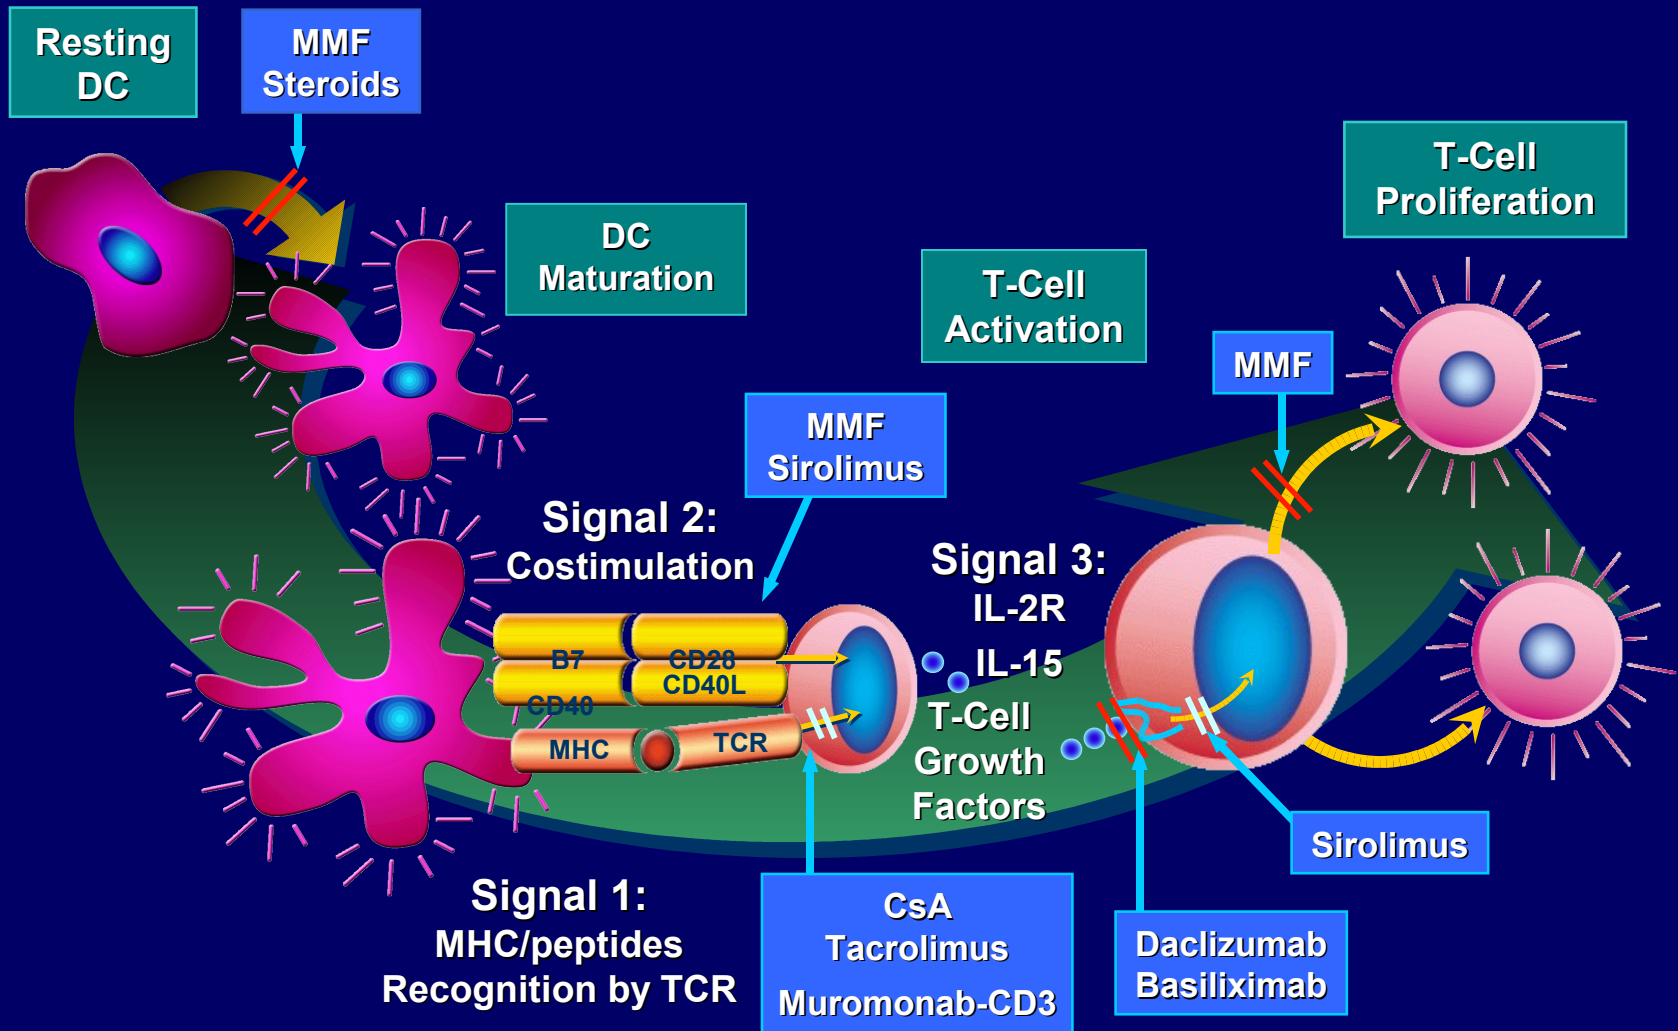 Resting
DC
MMF
Steroids
DC
Maturation
T-Cell
Activation
T-Cell
Proliferation
MMF
MMF
Sirolimus
Signal 2:
Costimulation
B7
CD28
CD40L
CD40
MHC
TCR
Signal 3:
IL-2R
IL-15
T-Cell
Growth
Factors
Sirolimus
Signal 1:
MHC/peptides
Recognition by TCR
CsA
Tacrolimus
Muromonab-CD3
Daclizumab
Basiliximab